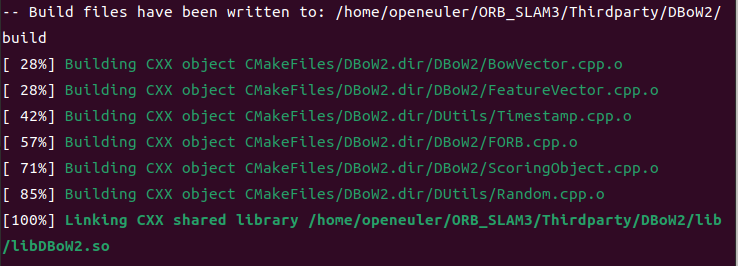 -- Build files have been written to: /home/openeuler/ORB_SLAM3/Thirdparty/DBoW2/
build
[ 28%] Building CXX object CMakeFiles/DBoW2.dir/DBoW2/BowVector.cpp.o
[ 28%] Building CXX object CMakeFiles/DBoW2.dir/DBoW2/FeatureVector.cpp.o
[ 42%] Building CXX object CMakeFiles/DBoW2.dir/DUtils/Timestamp.cpp.o
[ 57%] Building CXX object CMakeFiles/DBoW2.dir/DBoW2/FORB.cpp.o
[ 71%] Building CXX object CMakeFiles/DBoW2.dir/DBoW2/ScoringObject.cpp.o
[ 85%] Building CXX object CMakeFiles/DBoW2.dir/DUtils/Random.cpp.o
[100%] Linking CXX shared library /home/openeuler/ORB_SLAM3/Thirdparty/DBoW2/lib
/libDBoW2.so